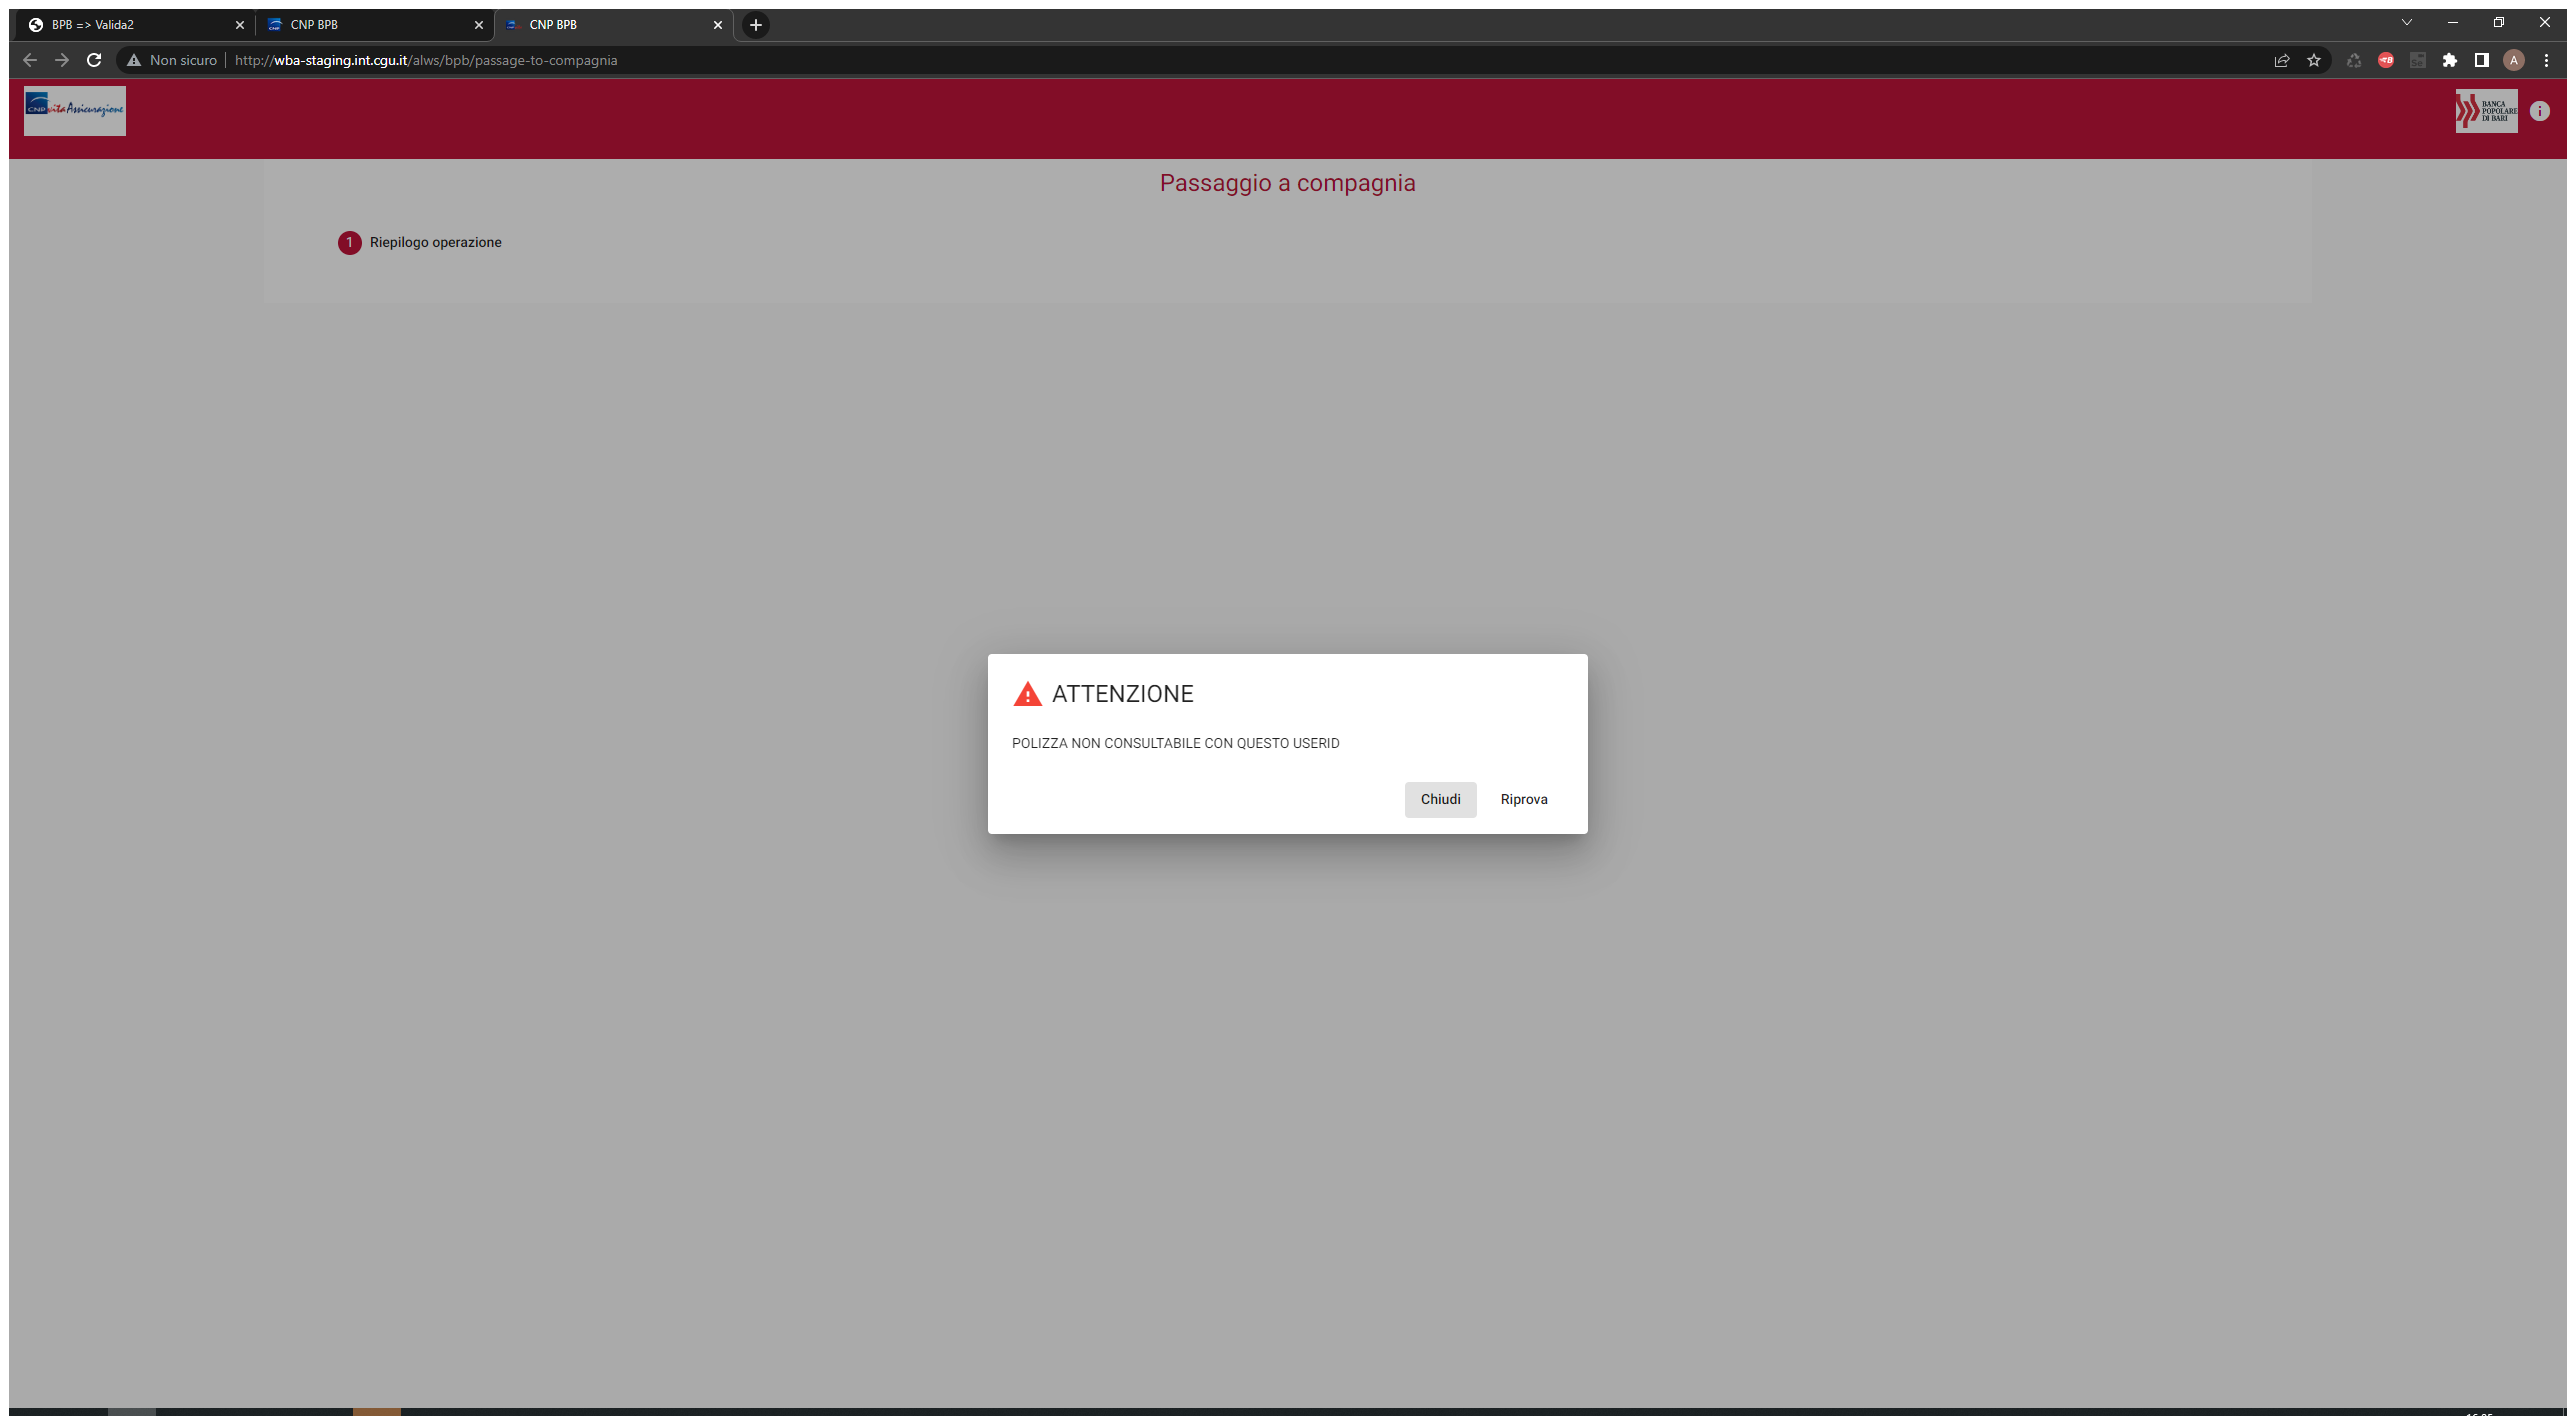 BPB => Valida2
CNP BPB
CNP BPB
Non sicuro
http://wba-staging.int.cgu.it/alws/bpb/passage-to-compagnia
A
CNP Vita Assicurazione
BANCA
POPOLARE
DI BARI
Passaggio a compagnia
1 Riepilogo operazione
ATTENZIONE
POLIZZA NON CONSULTABILE CON QUESTO USERID
Chiudi Riprova